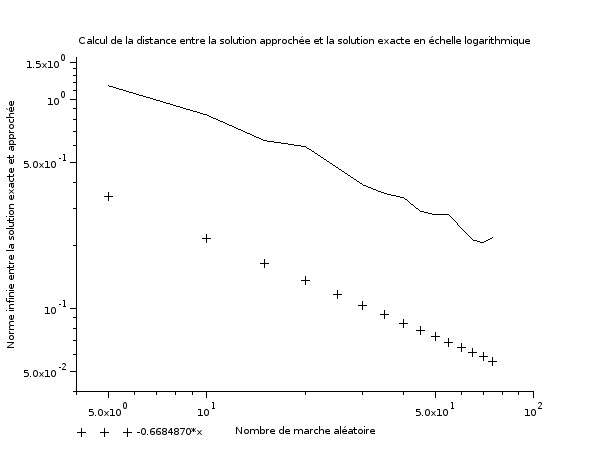 Calcul de la distance entre la solution approchée et la solution exacte en échelle logarithmique
Norme infinie entre la solution exacte et approchée
1.5x10^0
10^0
5.0x10^-1
10^-1
5.0x10^-2
5.0x10^0
10^1
5.0x10^1
10^2
-0.6684870*x
Nombre de marche aléatoire